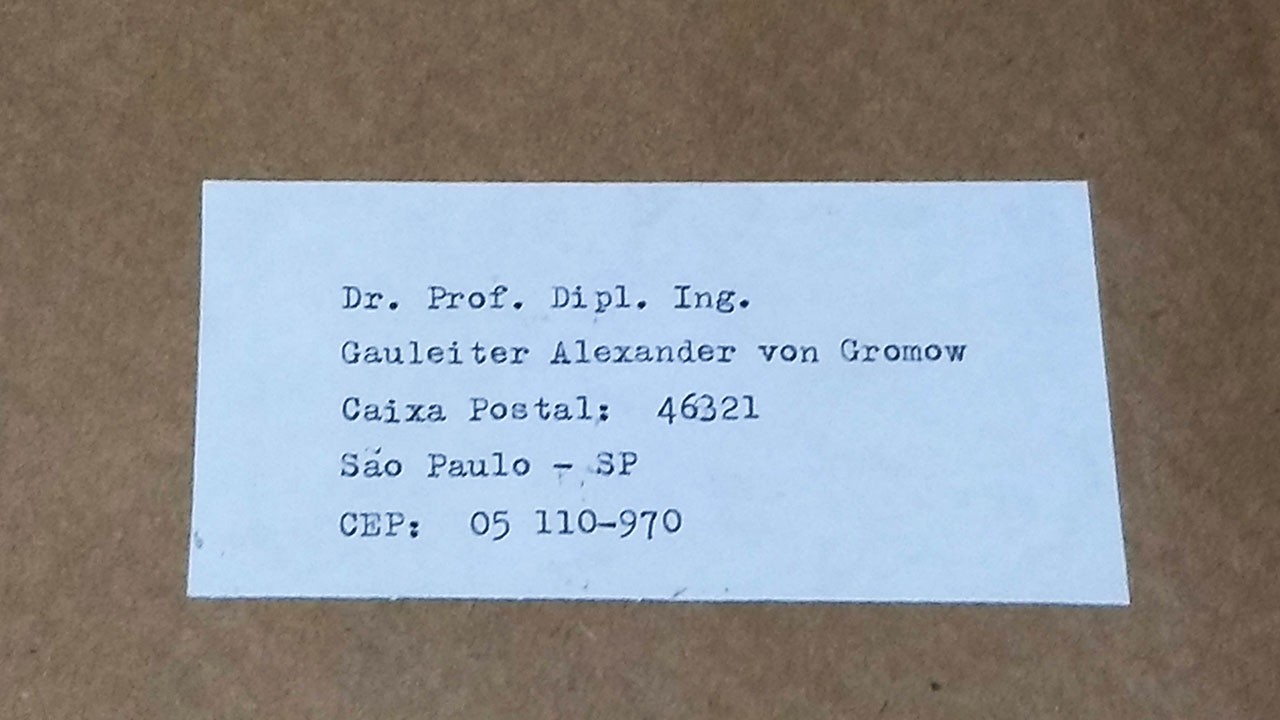 Dr. Prof. Dipl. Ing.
Gauleiter Alexander von Gromow
Caixa Postal: 46321
São Paulo - SP
CEP: 05 110-970